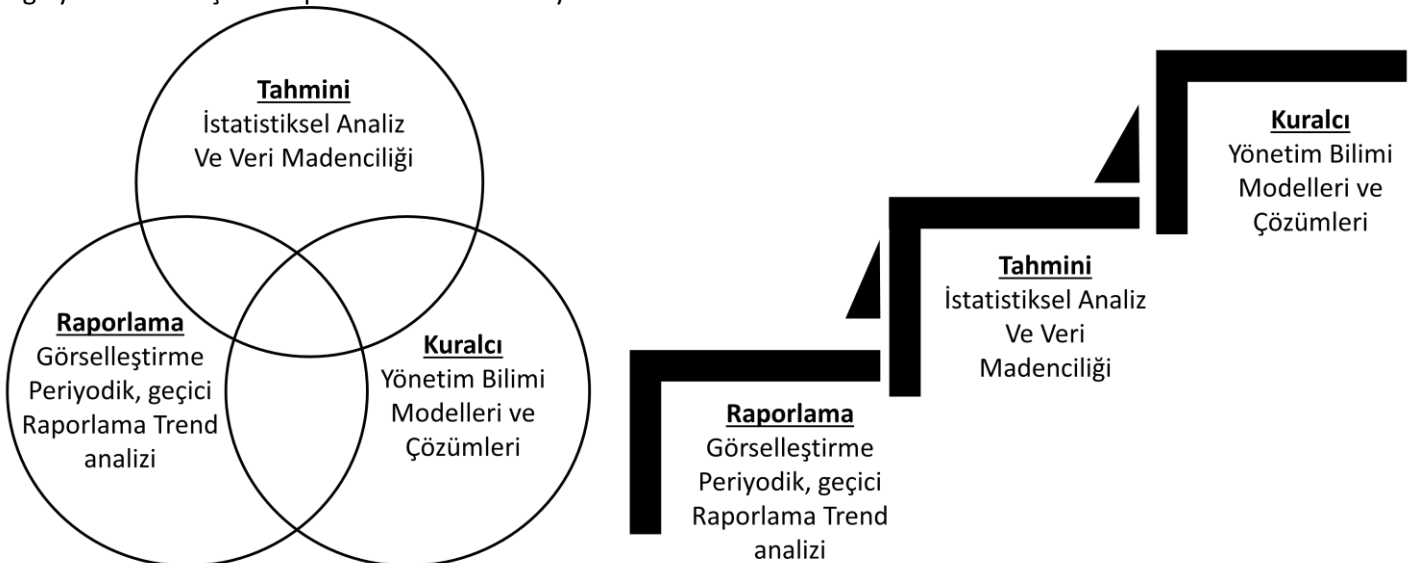 Tahmini
İstatistiksel Analiz
Ve Veri Madenciliği
Raporlama
Görselleştirme
Periyodik, geçici
Raporlama Trend
analizi
Kuralcı
Yönetim Bilimi
Modelleri ve
Çözümleri
Raporlama
Görselleştirme
Periyodik, geçici
Raporlama Trend
analizi
Tahmini
İstatistiksel Analiz
Ve Veri
Madenciliği
Kuralcı
Yönetim Bilimi
Modelleri ve
Çözümleri